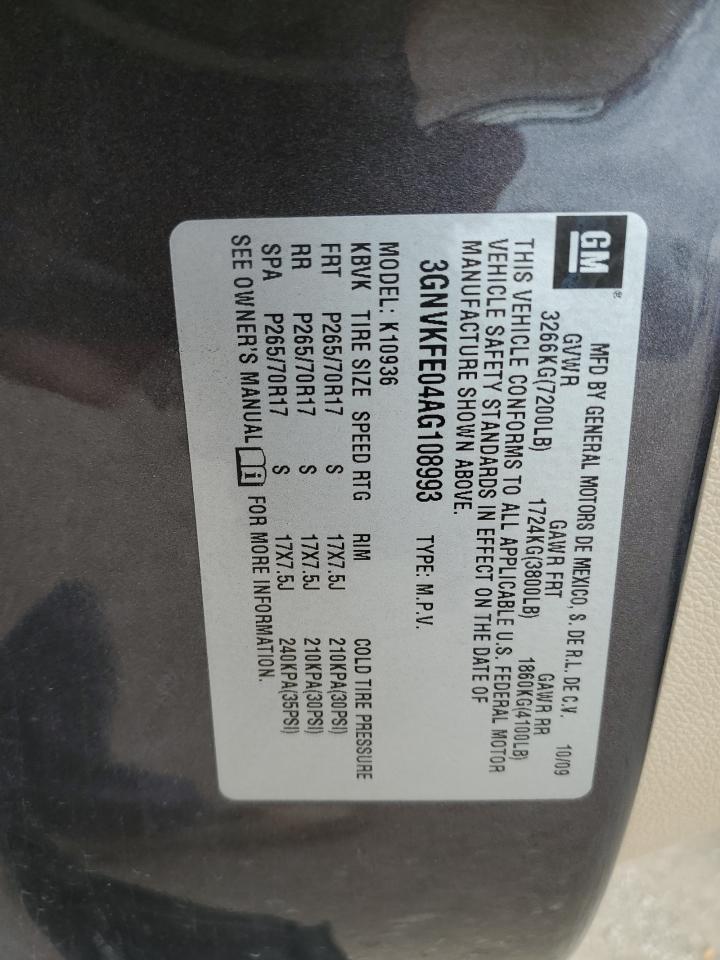 GM®
MFD BY GENERAL MOTORS DE MEXICO, S. DE R.L. DE C.V. 10/09
GVWR GAWR FRT GAWR RR
3266KG(7200LB) 1724KG(3800LB) 1860KG(4100LB)
THIS VEHICLE CONFORMS TO ALL APPLICABLE U.S. FEDERAL MOTOR
VEHICLE SAFETY STANDARDS IN EFFECT ON THE DATE OF
MANUFACTURE SHOWN ABOVE.
3GNVKFE04AG108993 TYPE: M.P.V.
MODEL: K10936
KBVK TIRE SIZE SPEED RTG RIM COLD TIRE PRESSURE
FRT P265/70R17 S 17X7.5J 210KPA(30PSI)
RR P265/70R17 S 17X7.5J 210KPA(30PSI)
SPA P265/70R17 S 17X7.5J 240KPA(35PSI)
SEE OWNER'S MANUAL i FOR MORE INFORMATION.